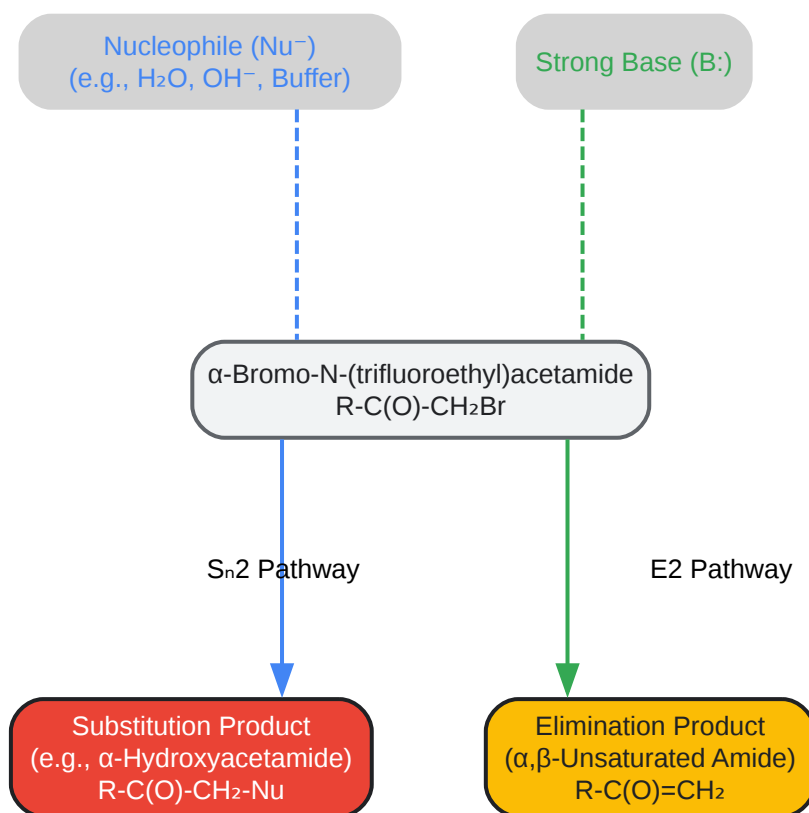 Nucleophile (Nu⁻)
(e.g., H₂O, OH⁻, Buffer)
Strong Base (B:)
α-Bromo-N-(trifluoroethyl)acetamide
R-C(O)-CH₂Br
Sₙ2 Pathway
E2 Pathway
Substitution Product
(e.g., α-Hydroxyacetamide)
R-C(O)-CH₂-Nu
Elimination Product
(α,β-Unsaturated Amide)
R-C(O)=CH₂